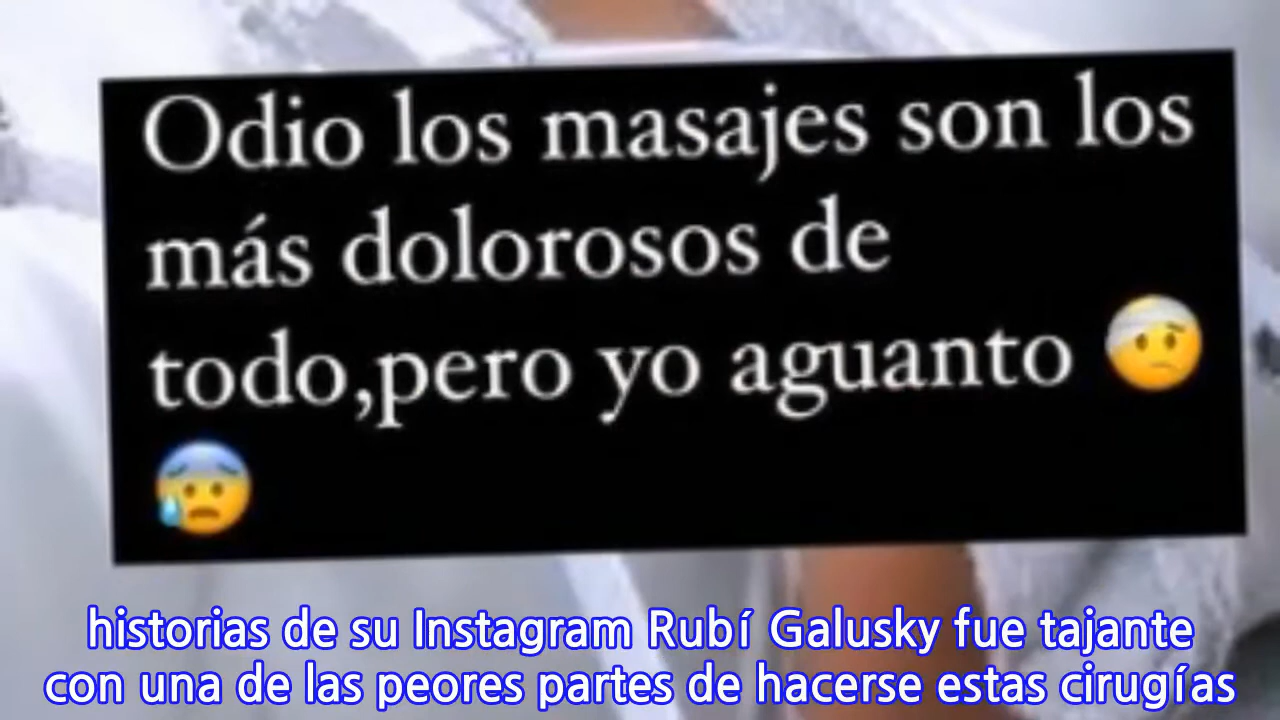 Odio los masajes son los
más dolorosos de
todo,pero yo aguanto 🤕
😰
historias de su Instagram Rubí Galusky fue tajante
con una de las peores partes de hacerse estas cirugías